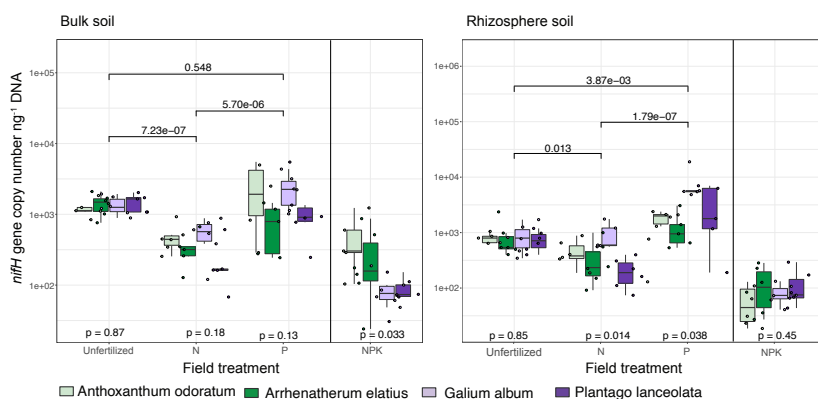 Bulk soil
Rhizosphere soil
nifH gene copy number ng⁻¹ DNA
1e+05
1e+04
1e+03
1e+02
0.548
5.70e−06
7.23e−07
p = 0.87
p = 0.18
p = 0.13
p = 0.033
Unfertilized
N
P
NPK
Field treatment
1e+06
1e+05
1e+04
1e+03
1e+02
3.87e−03
1.79e−07
0.013
p = 0.85
p = 0.014
p = 0.038
p = 0.45
Unfertilized
N
P
NPK
Field treatment
Anthoxanthum odoratum
Arrhenatherum elatius
Galium album
Plantago lanceolata